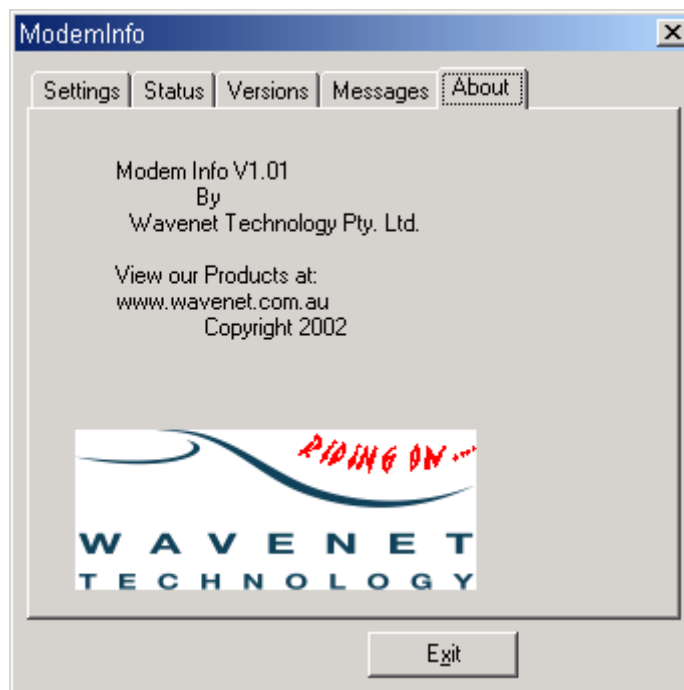 ModemInfo
Settings Status Versions Messages About
Modem Info V1.01
By
Wavenet Technology Pty. Ltd.
View our Products at:
www.wavenet.com.au
Copyright 2002
RIDING ON ....
WAVENET
TECHNOLOGY
Exit